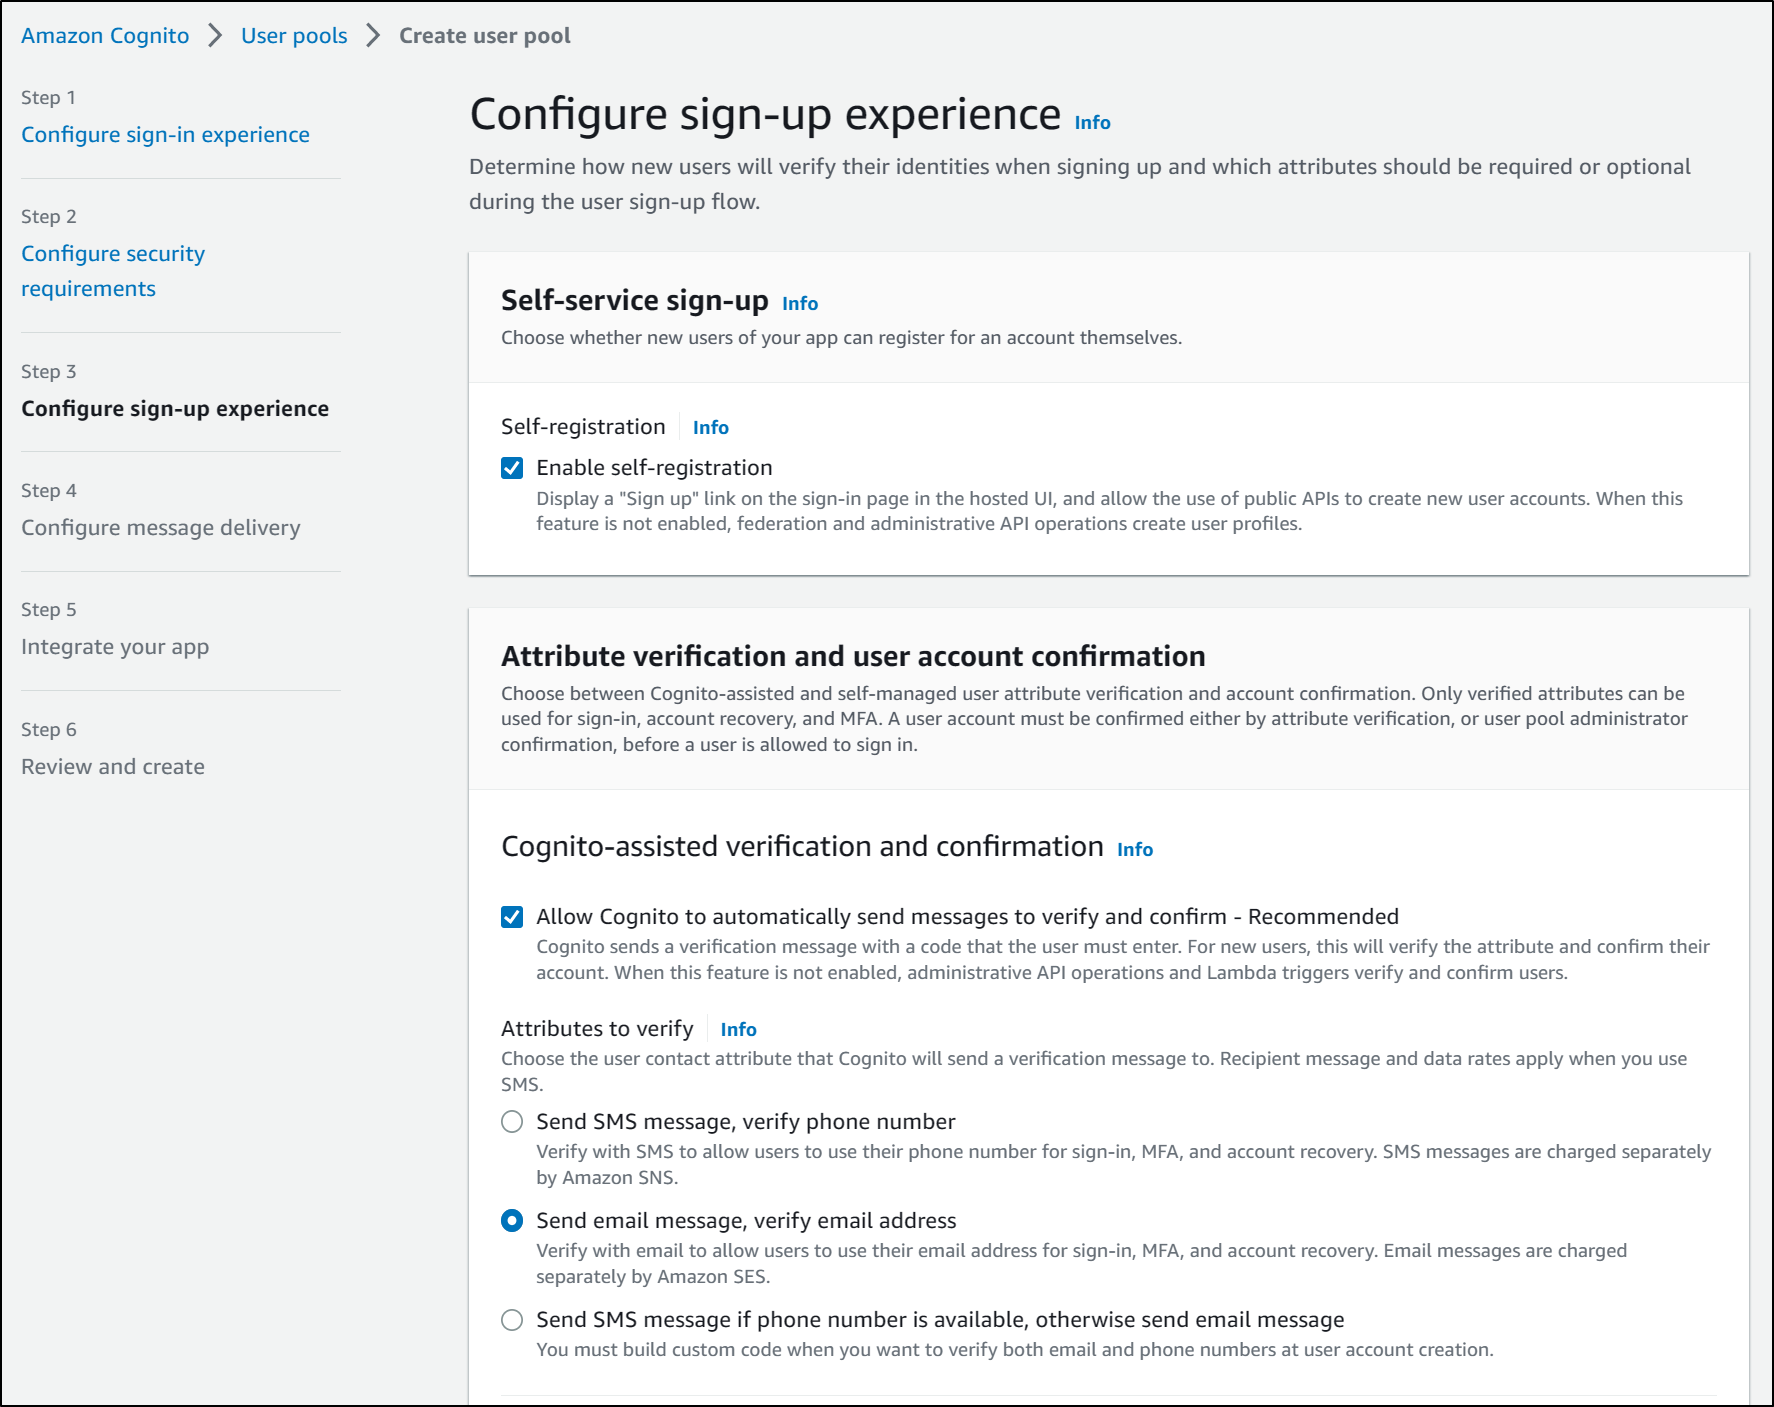 Amazon Cognito > User pools > Create user pool
Step 1
Configure sign-in experience
Step 2
Configure security
requirements
Step 3
Configure sign-up experience
Step 4
Configure message delivery
Step 5
Integrate your app
Step 6
Review and create
Configure sign-up experience Info
Determine how new users will verify their identities when signing up and which attributes should be required or optional
during the user sign-up flow.
Self-service sign-up Info
Choose whether new users of your app can register for an account themselves.
Self-registration Info
Enable self-registration
Display a "Sign up" link on the sign-in page in the hosted UI, and allow the use of public APIs to create new user accounts. When this
feature is not enabled, federation and administrative API operations create user profiles.
Attribute verification and user account confirmation
Choose between Cognito-assisted and self-managed user attribute verification and account confirmation. Only verified attributes can be
used for sign-in, account recovery, and MFA. A user account must be confirmed either by attribute verification, or user pool administrator
confirmation, before a user is allowed to sign in.
Cognito-assisted verification and confirmation Info
Allow Cognito to automatically send messages to verify and confirm - Recommended
Cognito sends a verification message with a code that the user must enter. For new users, this will verify the attribute and confirm their
account. When this feature is not enabled, administrative API operations and Lambda triggers verify and confirm users.
Attributes to verify Info
Choose the user contact attribute that Cognito will send a verification message to. Recipient message and data rates apply when you use
SMS.
Send SMS message, verify phone number
Verify with SMS to allow users to use their phone number for sign-in, MFA, and account recovery. SMS messages are charged separately
by Amazon SNS.
Send email message, verify email address
Verify with email to allow users to use their email address for sign-in, MFA, and account recovery. Email messages are charged
separately by Amazon SES.
Send SMS message if phone number is available, otherwise send email message
You must build custom code when you want to verify both email and phone numbers at user account creation.